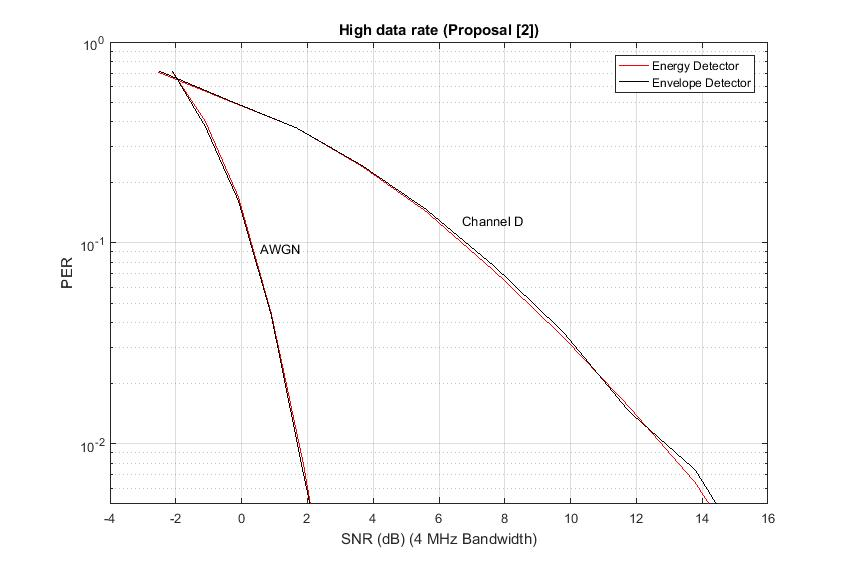 High data rate (Proposal [2])
10^0
Energy Detector
Envelope Detector
Channel D
10^-1
AWGN
PER
10^-2
-4 -2 0 2 4 6 8 10 12 14 16
SNR (dB) (4 MHz Bandwidth)